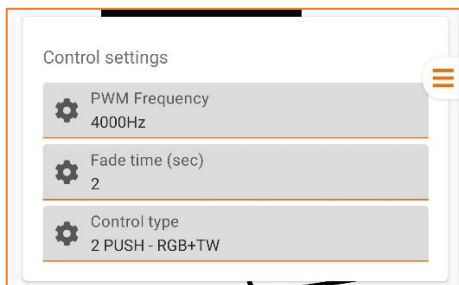 Control settings
PWM Frequency
4000Hz
Fade time (sec)
2
Control type
2 PUSH - RGB+TW